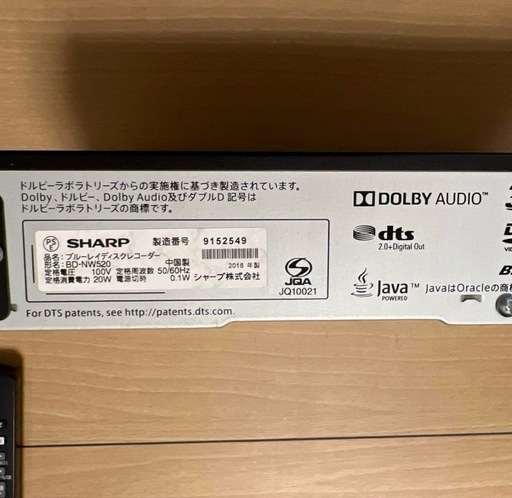 ドルビーラボラトリーズからの実施権に基づき製造されています。
Dolby、ドルビー、Dolby Audio及びダブルD 記号は
ドルビーラボラトリーズの商標です。
DOLBY AUDIO™
dts
2.0+Digital Out
PS
E
SHARP 製造番号 9152549
品名:ブルーレイディスクレコーダー
形名:BD-NW520 中国製 2018 年製
定格電圧 100V 定格周波数 50/60Hz
定格消費電力 20W 電源切時 0.1W シャープ株式会社
JQA
JQ10021
Java™
POWERED
JavaはOracleの商標
For DTS patents, see http://patents.dts.com.